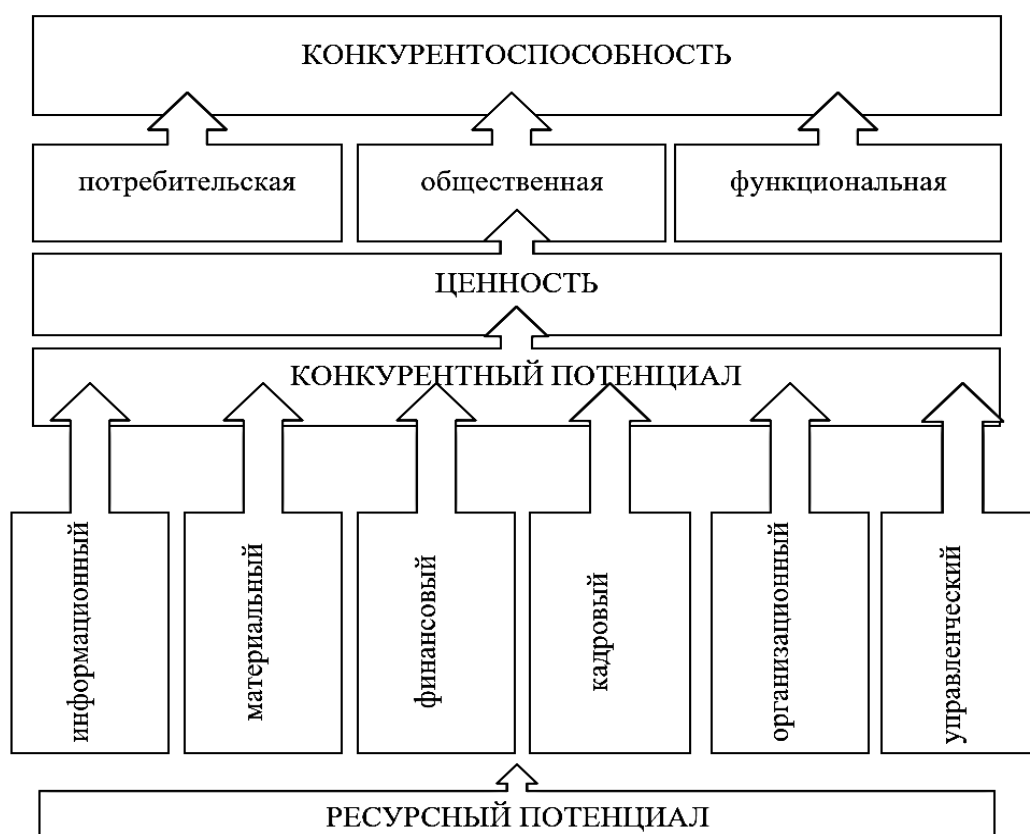 КОНКУРЕНТОСПОСОБНОСТЬ
потребительская
общественная
функциональная
ЦЕННОСТЬ
КОНКУРЕНТНЫЙ ПОТЕНЦИАЛ
информационный
материальный
финансовый
кадровый
организационный
управленческий
РЕСУРСНЫЙ ПОТЕНЦИАЛ